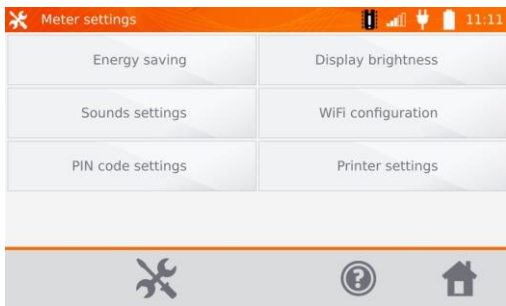 Meter settings 11:11
Energy saving Display brightness
Sounds settings WiFi configuration
PIN code settings Printer settings